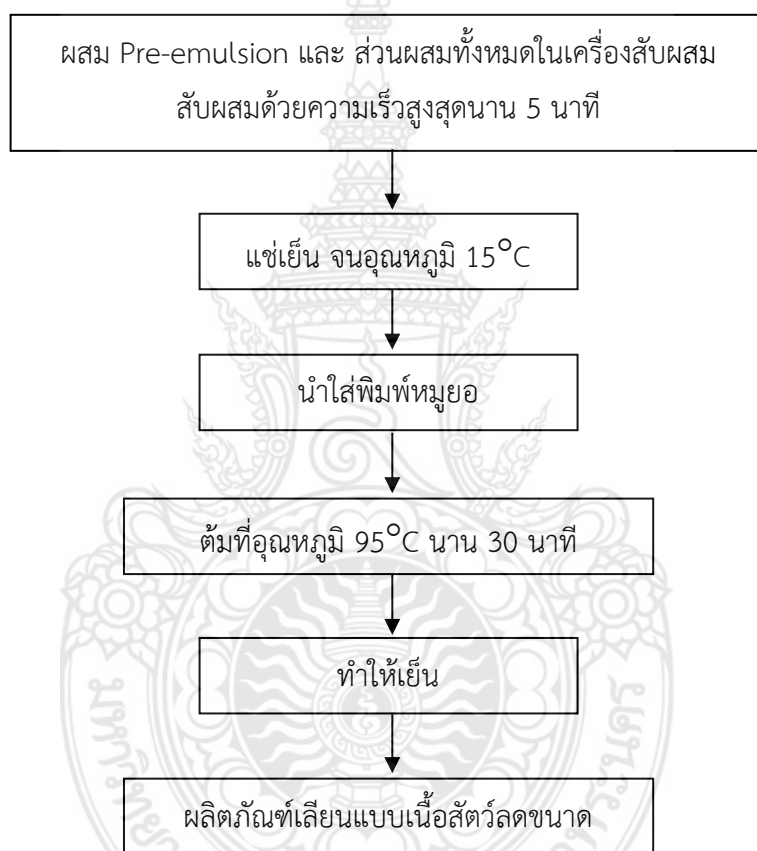 ผสม Pre-emulsion และ ส่วนผสมทั้งหมดในเครื่องสับผสม
สับผสมด้วยความเร็วสูงสุดนาน 5 นาที
แช่เย็น จนอุณหภูมิ 15°C
นำใส่พิมพ์หมูยอ
ต้มที่อุณหภูมิ 95°C นาน 30 นาที
ทำให้เย็น
ผลิตภัณฑ์เลียนแบบเนื้อสัตว์ลดขนาด